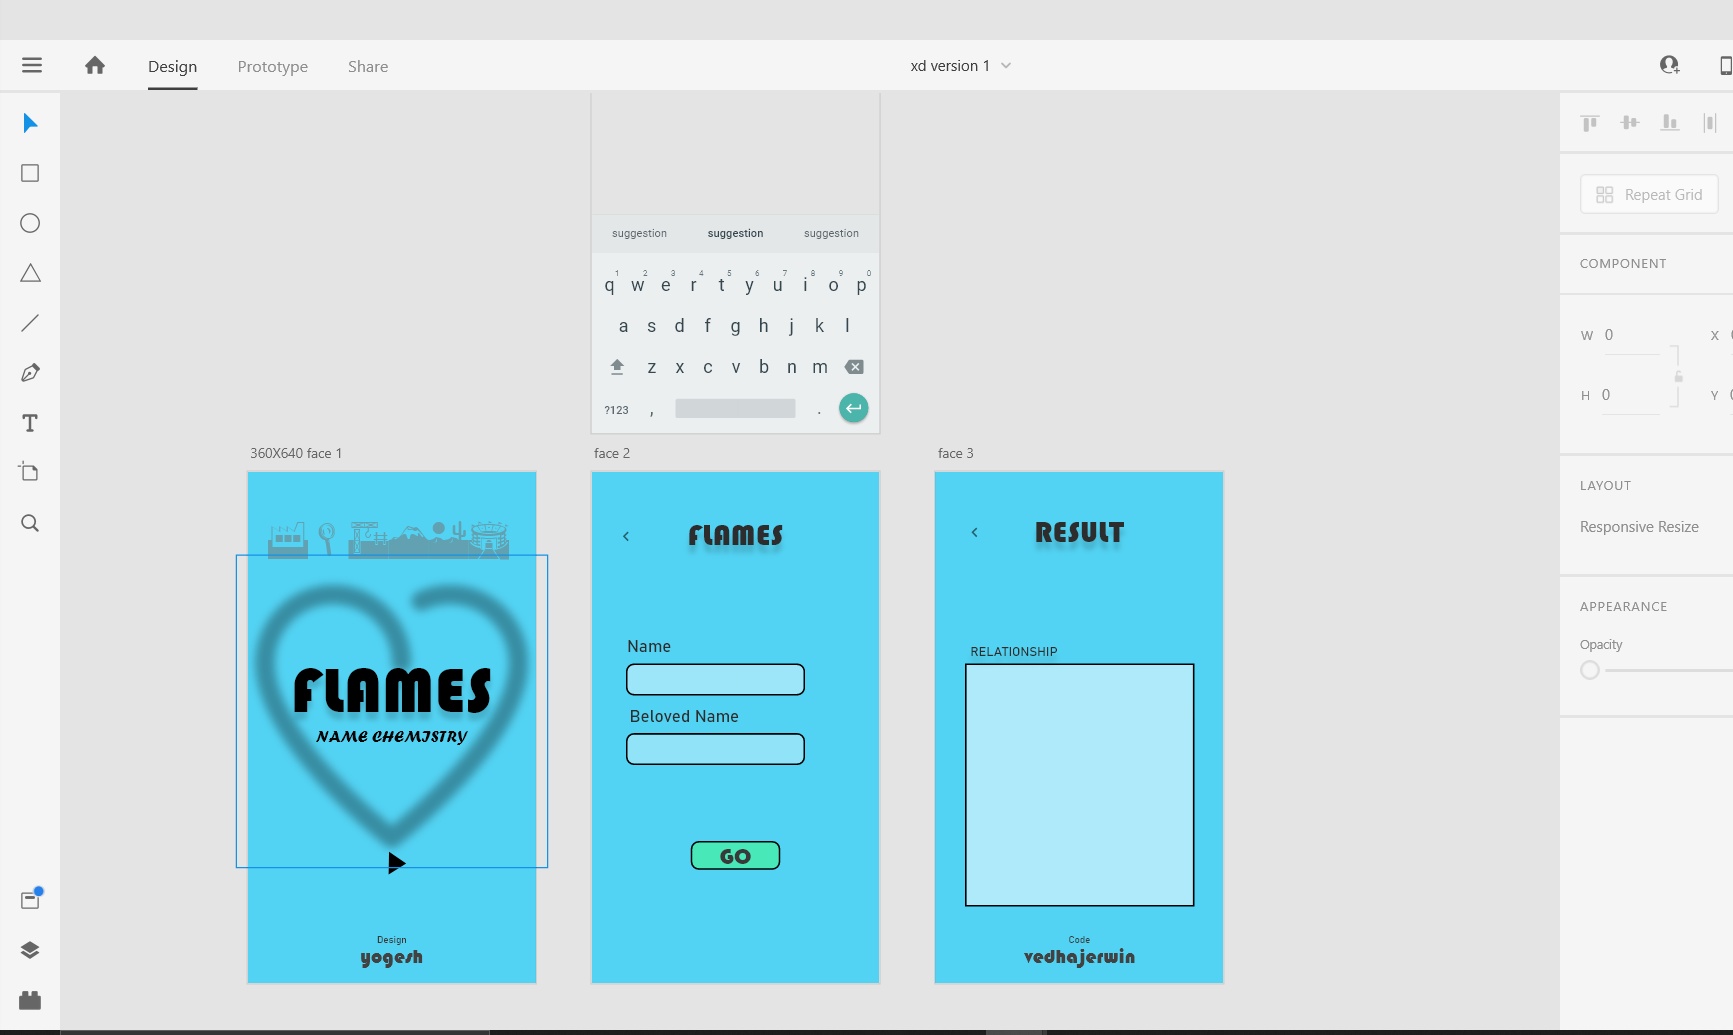 Design Prototype Share
xd version 1
Repeat Grid
COMPONENT
W 0 X
H 0 Y
LAYOUT
Responsive Resize
APPEARANCE
Opacity
suggestion suggestion suggestion
1 2 3 4 5 6 7 8 9 0
q w e r t y u i o p
a s d f g h j k l
z x c v b n m
?123 , .
360X640 face 1
FLAMES
NAME CHEMISTRY
Design
yogesh
face 2
FLAMES
Name
Beloved Name
GO
face 3
RESULT
RELATIONSHIP
Code
vedhajerwin